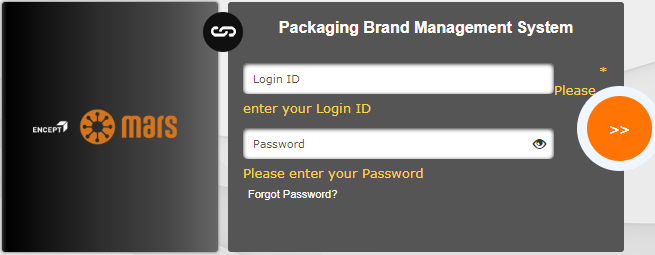 ENCEPT
mars
Packaging Brand Management System
Login ID
*
Please
enter your Login ID
Password
Please enter your Password
Forgot Password?
>>